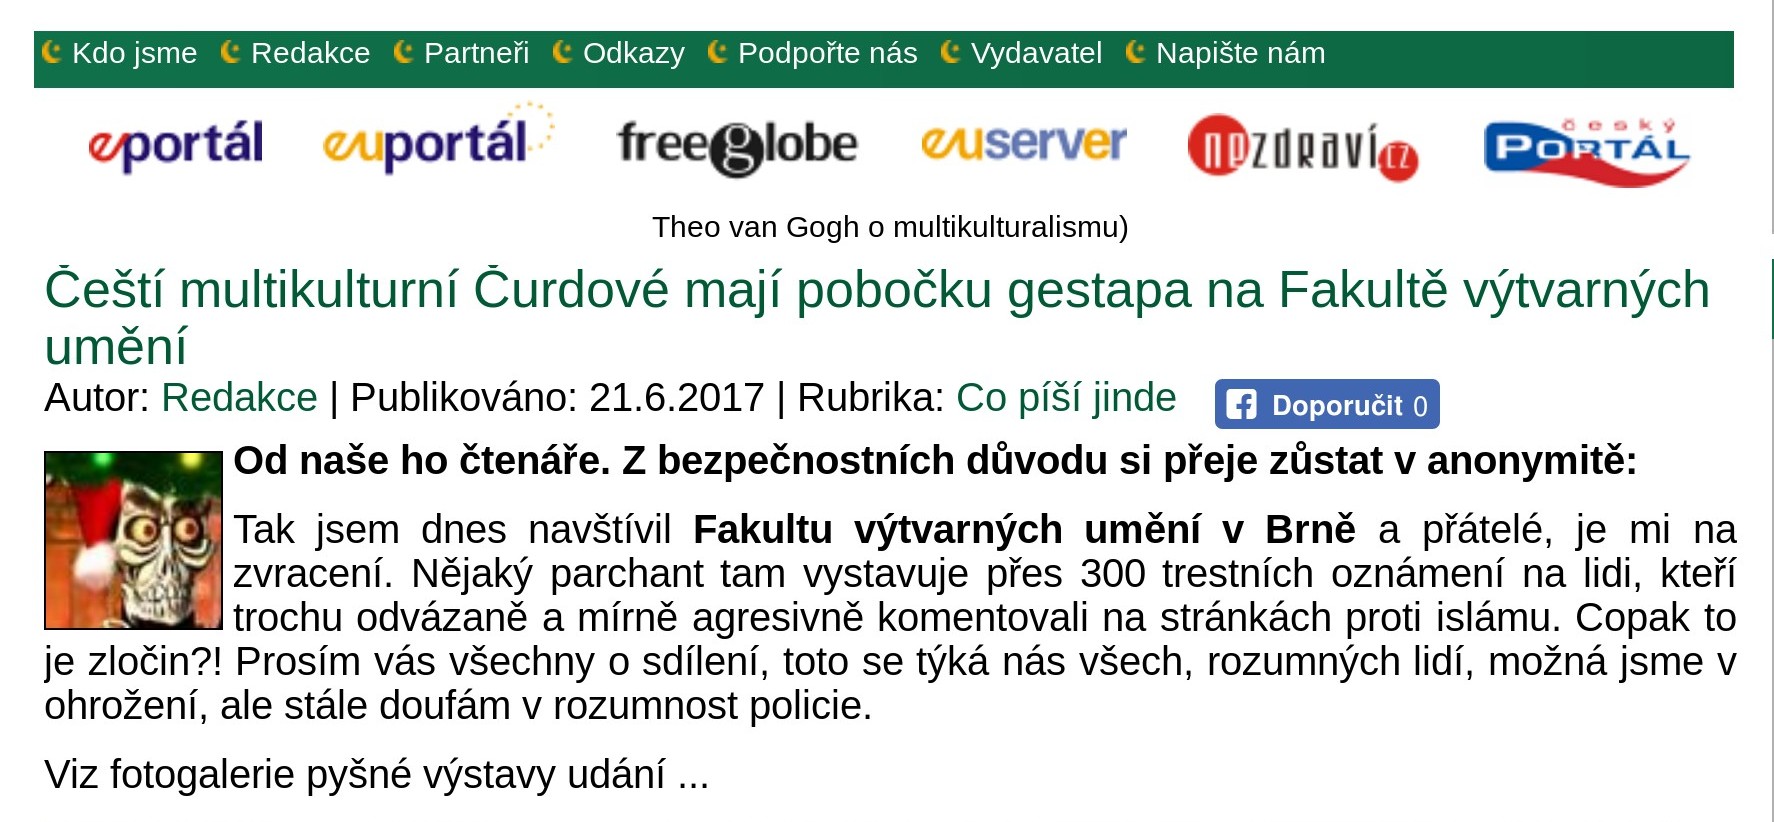 Kdo jsme Redakce Partneři Odkazy Podpořte nás Vydavatel Napište nám
eportál euportál freeglobe euserver npzdraví cz český PORTÁL
Theo van Gogh o multikulturalismu)
Čeští multikulturní Čurdové mají pobočku gestapa na Fakultě výtvarných
umění
Autor: Redakce | Publikováno: 21.6.2017 | Rubrika: Co píší jinde Doporučit 0
Od naše ho čtenáře. Z bezpečnostních důvodu si přeje zůstat v anonymitě:
Tak jsem dnes navštívil Fakultu výtvarných umění v Brně a přátelé, je mi na
zvracení. Nějaký parchant tam vystavuje přes 300 trestních oznámení na lidi, kteří
trochu odvázaně a mírně agresivně komentovali na stránkách proti islámu. Copak to
je zločin?! Prosím vás všechny o sdílení, toto se týká nás všech, rozumných lidí, možná jsme v
ohrožení, ale stále doufám v rozumnost policie.
Viz fotogalerie pyšné výstavy udání ...